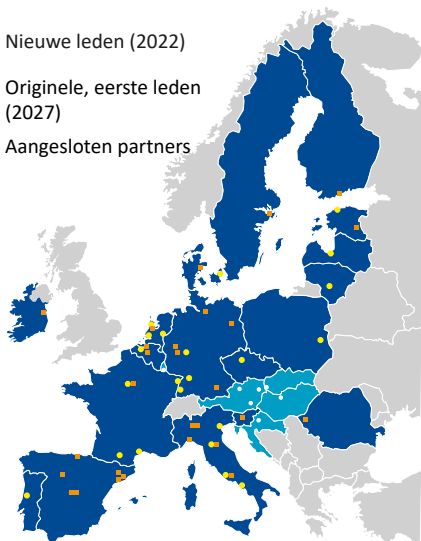 Nieuwe leden (2022)
Originele, eerste leden
(2027)
Aangesloten partners